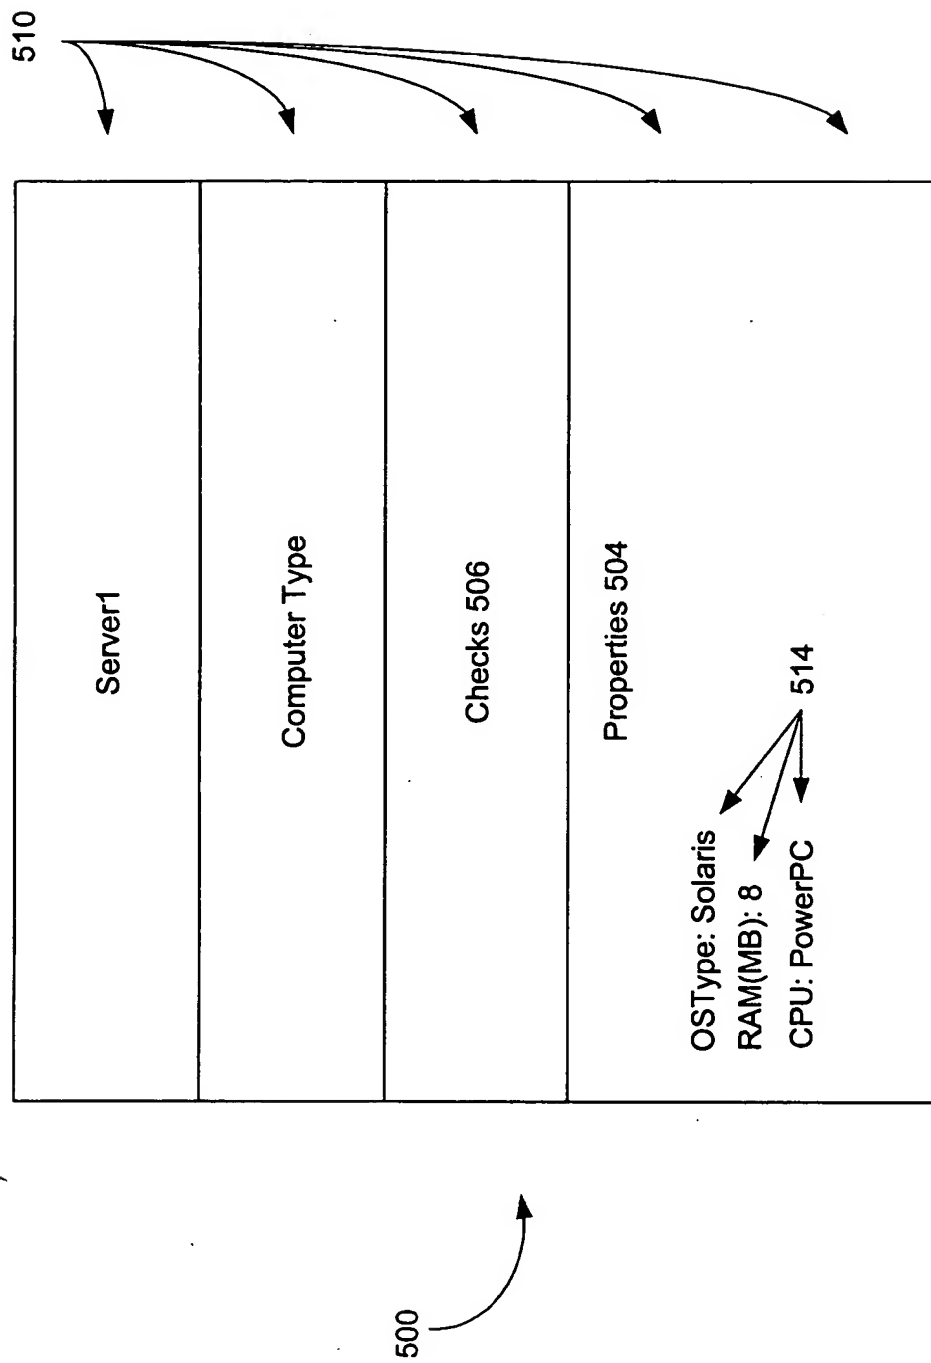 510
Server1
Computer Type
Checks 506
Properties 504
OSType: Solaris
RAM(MB): 8
CPU: PowerPC
514
500